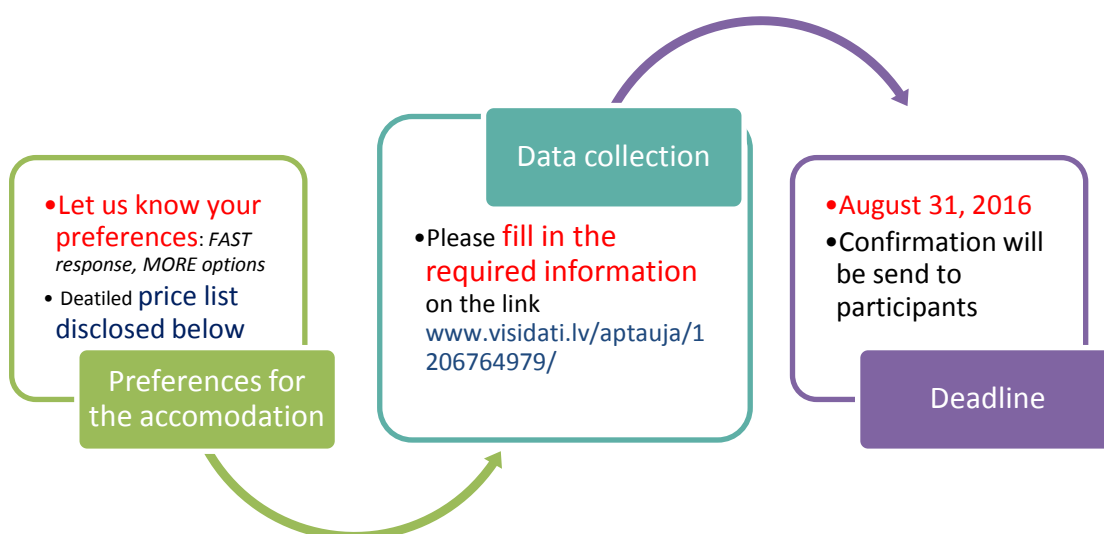 •Let us know your
preferences: FAST
response, MORE options
• Deatiled price list
disclosed below
Preferences for
the accomodation
Data collection
•Please fill in the
required information
on the link
www.visidati.lv/aptauja/1
206764979/
•August 31, 2016
•Confirmation will
be send to
participants
Deadline